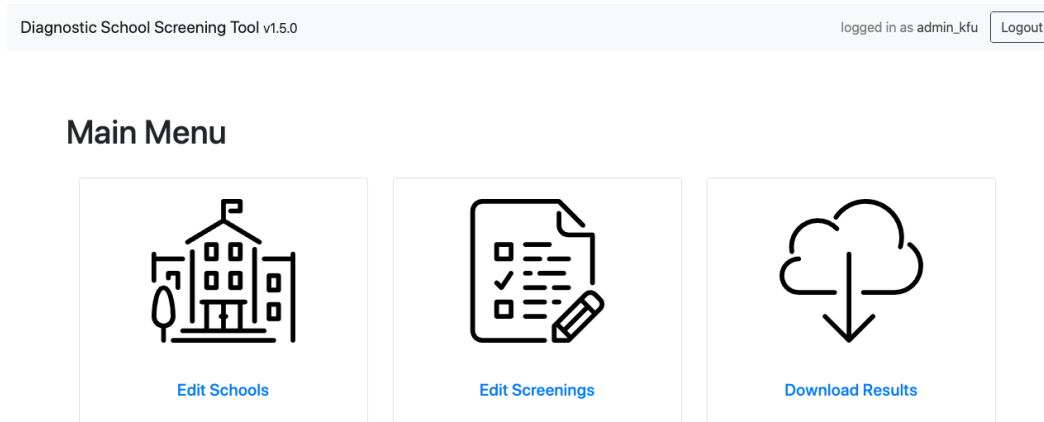 Diagnostic School Screening Tool v1.5.0 logged in as admin_kfu Logout
Main Menu
Edit Schools Edit Screenings Download Results